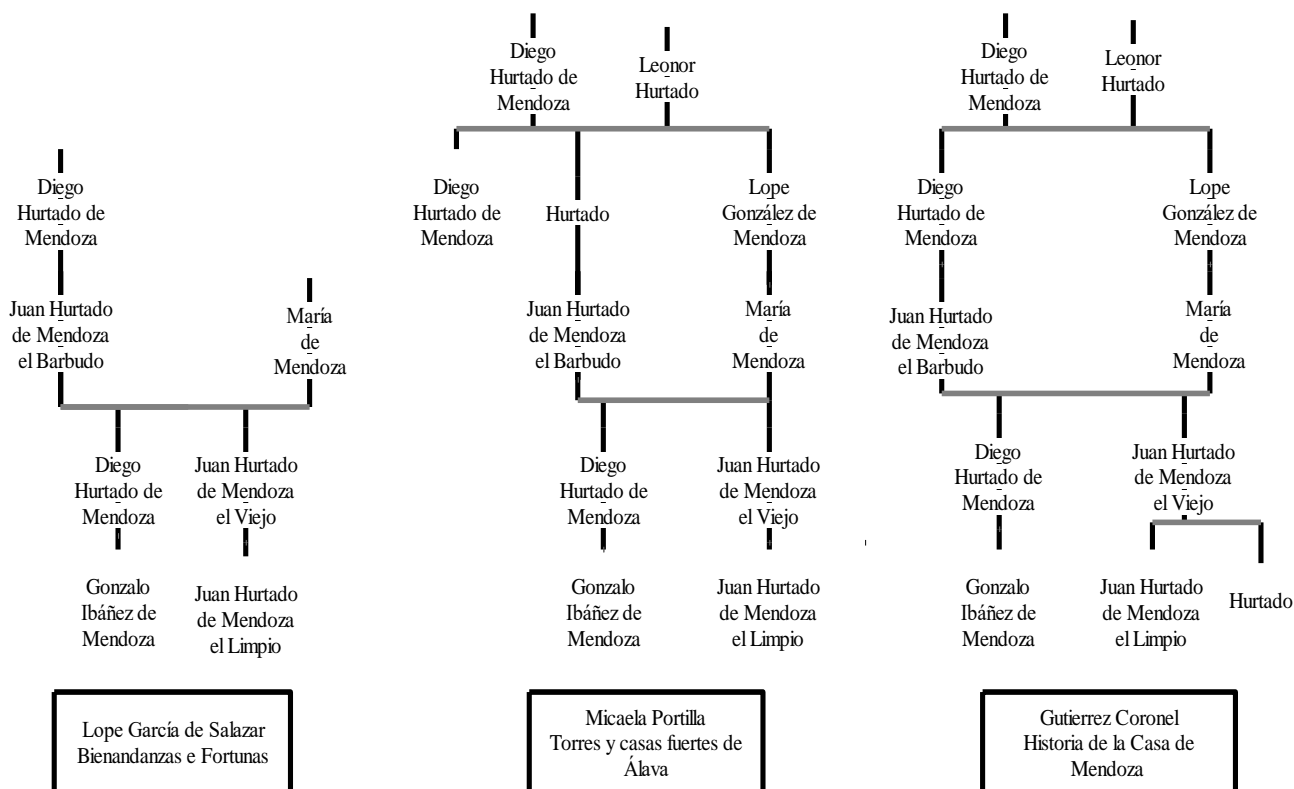 Diego
Hurtado de
Mendoza
Juan Hurtado
de Mendoza
el Barbudo
María
de
Mendoza
Diego
Hurtado de
Mendoza
Juan Hurtado
de Mendoza
el Viejo
Gonzalo
Ibáñez de
Mendoza
Juan Hurtado
de Mendoza
el Limpio
Lope García de Salazar
Bienandanzas e Fortunas
Diego
Hurtado de
Mendoza
Leonor
Hurtado
Diego
Hurtado de
Mendoza
Hurtado
Lope
González de
Mendoza
Juan Hurtado
de Mendoza
el Barbudo
María
de
Mendoza
Diego
Hurtado de
Mendoza
Juan Hurtado
de Mendoza
el Viejo
Gonzalo
Ibáñez de
Mendoza
Juan Hurtado
de Mendoza
el Limpio
Micaela Portilla
Torres y casas fuertes de
Álava
Diego
Hurtado de
Mendoza
Leonor
Hurtado
Diego
Hurtado de
Mendoza
Lope
González de
Mendoza
Juan Hurtado
de Mendoza
el Barbudo
María
de
Mendoza
Diego
Hurtado de
Mendoza
Juan Hurtado
de Mendoza
el Viejo
Gonzalo
Ibáñez de
Mendoza
Juan Hurtado
de Mendoza
el Limpio
Hurtado
Gutierrez Coronel
Historia de la Casa de
Mendoza